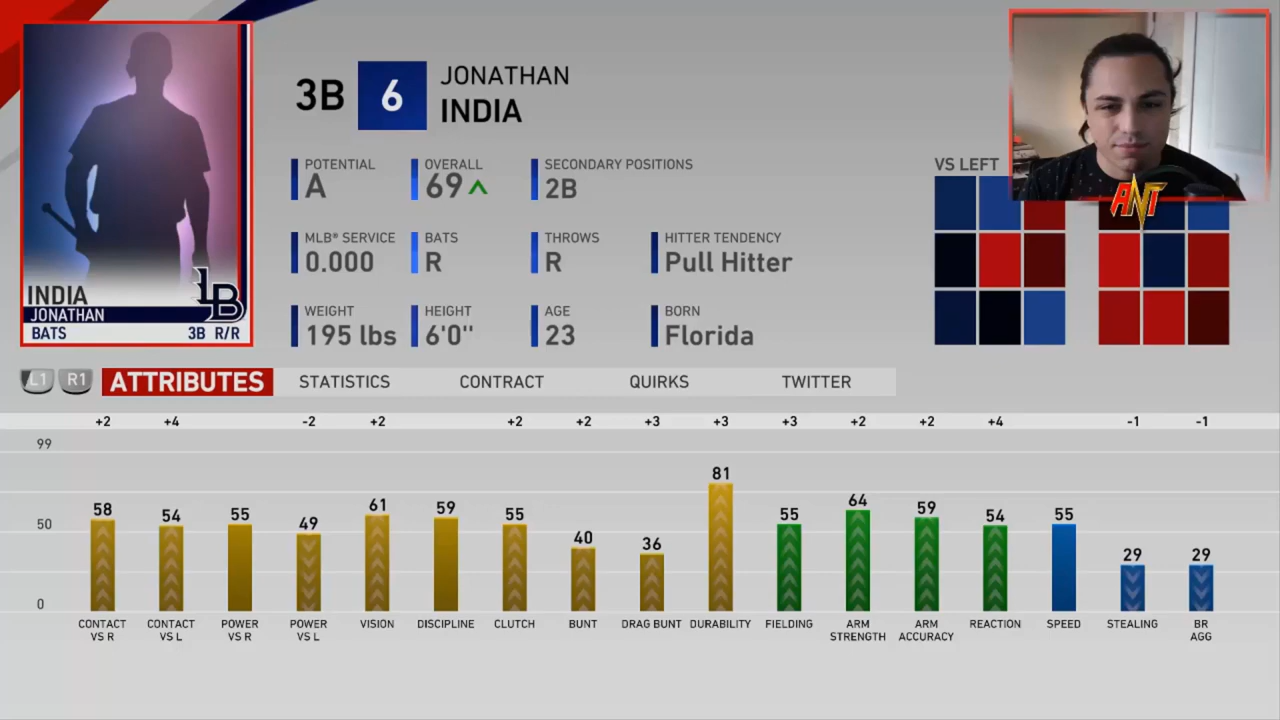 3B 6 JONATHAN
INDIA
POTENTIAL OVERALL SECONDARY POSITIONS
A 69 2B
MLB® SERVICE BATS THROWS HITTER TENDENCY
0.000 R R Pull Hitter
WEIGHT HEIGHT AGE BORN
195 lbs 6'0" 23 Florida
VS LEFT
ANT
INDIA
JONATHAN
BATS 3B R/R
LB
L1 R1 ATTRIBUTES STATISTICS CONTRACT QUIRKS TWITTER
+2 +4 -2 +2 +2 +2 +3 +3 +3 +2 +2 +4 -1 -1
99
50
0
58 54 55 49 61 59 55 40 36 81 55 64 59 54 55 29 29
CONTACT VS R
CONTACT VS L
POWER VS R
POWER VS L
VISION
DISCIPLINE
CLUTCH
BUNT
DRAG BUNT
DURABILITY
FIELDING
ARM STRENGTH
ARM ACCURACY
REACTION
SPEED
STEALING
BR AGG